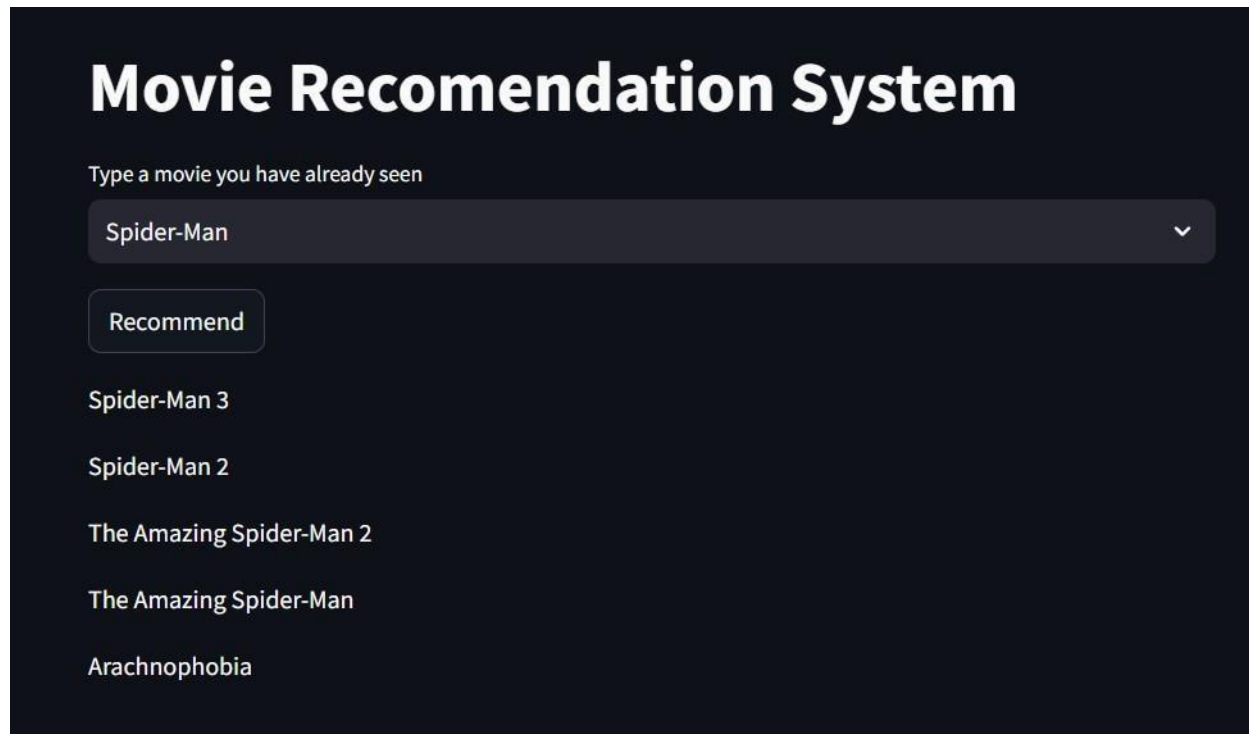 Movie Recomendation System
Type a movie you have already seen
Spider-Man
Recommend
Spider-Man 3
Spider-Man 2
The Amazing Spider-Man 2
The Amazing Spider-Man
Arachnophobia